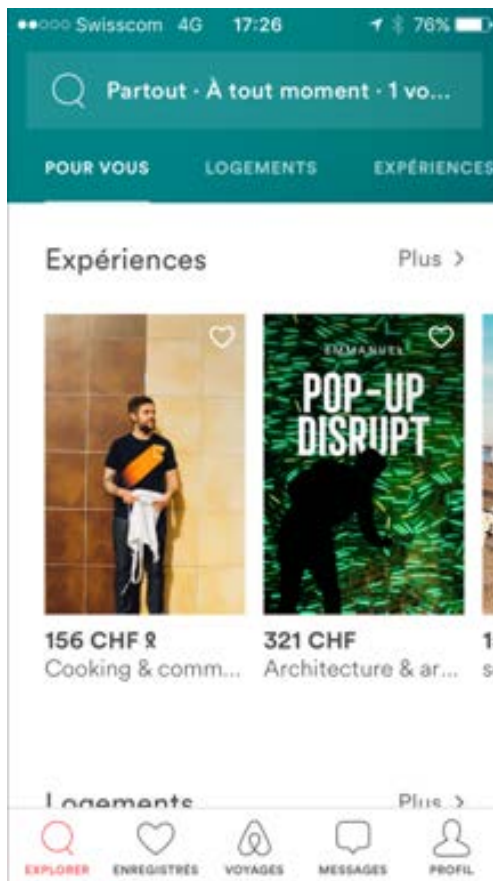 Swisscom 4G 17:26 76%
Partout · À tout moment · 1 vo...
POUR VOUS LOGEMENTS EXPÉRIENCES
Expériences Plus >
EMMANUEL
POP-UP
DISRUPT
156 CHF 321 CHF 1
Cooking & comm... Architecture & ar... s
Logements Plus >
EXPLORER ENREGISTRÉS VOYAGES MESSAGES PROFIL